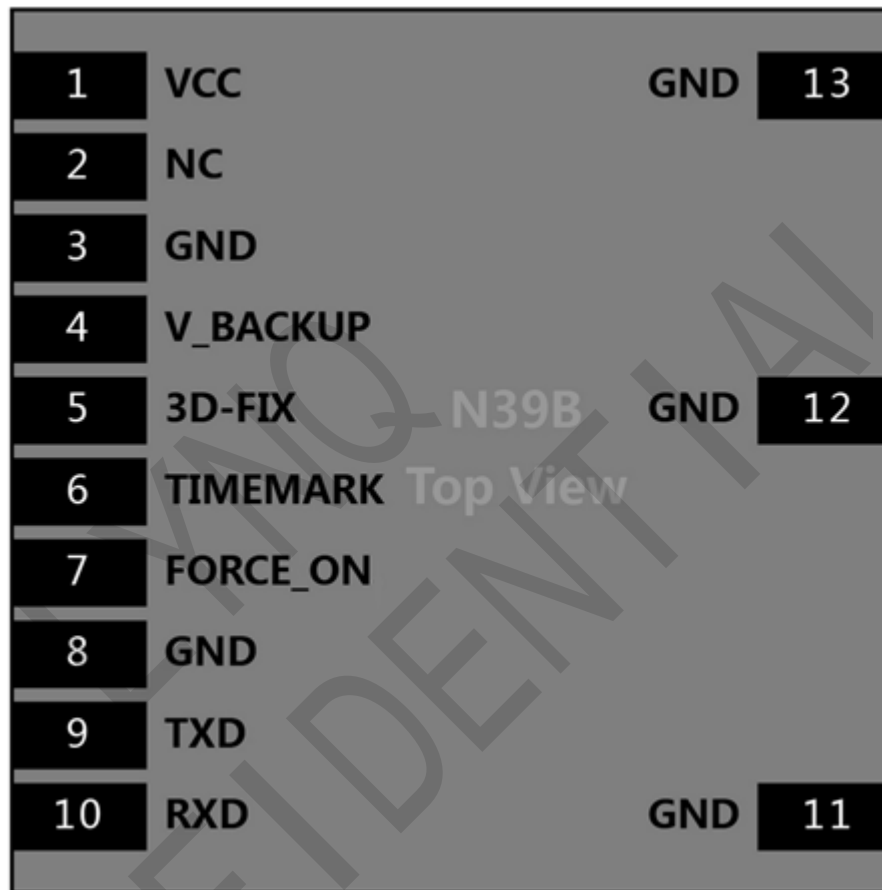 1 VCC GND 13
2 NC
3 GND
4 V_BACKUP
5 3D-FIX N39B GND 12
6 TIMEMARK Top View
7 FORCE_ON
8 GND
9 TXD
10 RXD GND 11